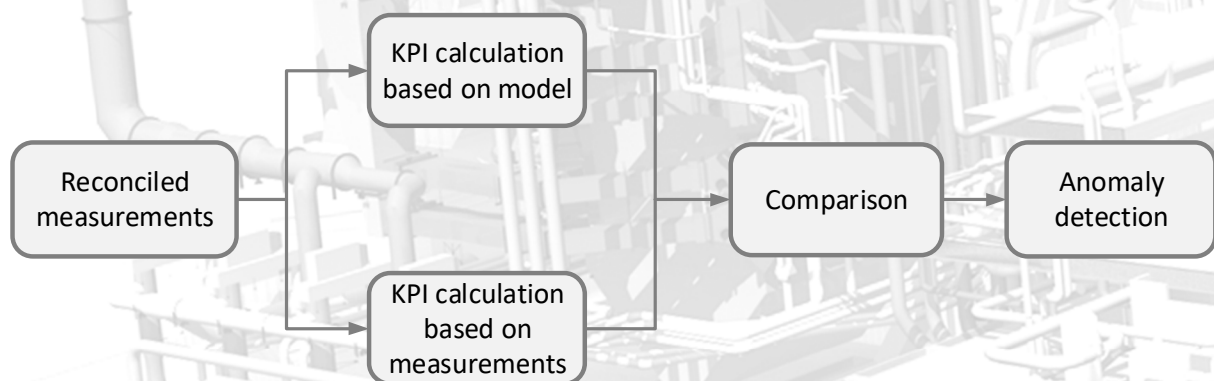 KPI calculation
based on model
Reconciled
measurements
Comparison
Anomaly
detection
KPI calculation
based on
measurements